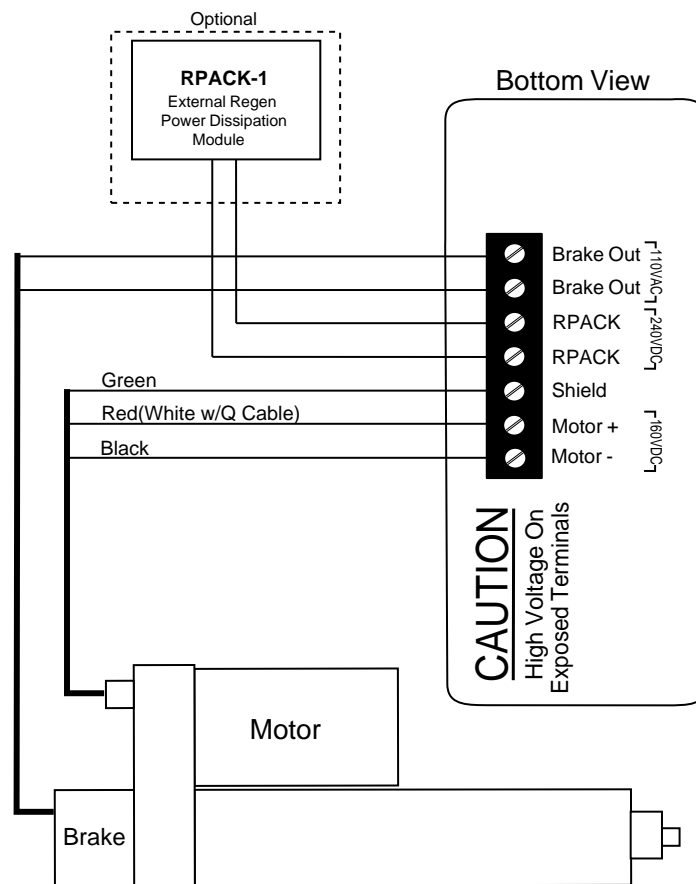 Optional
RPACK-1
External Regen
Power Dissipation
Module
Bottom View
Brake Out
Brake Out
110VAC
RPACK
RPACK
240VDC
Green
Shield
Red(White w/Q Cable)
Motor +
Black
Motor -
160VDC
CAUTION
High Voltage On
Exposed Terminals
Motor
Brake